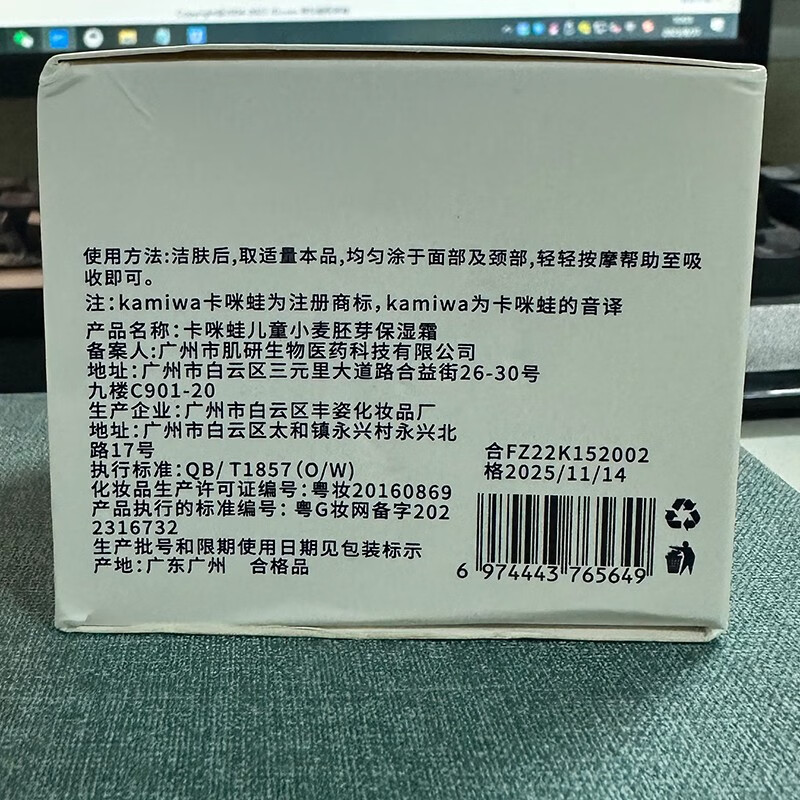 使用方法:洁肤后,取适量本品,均匀涂于面部及颈部,轻轻按摩帮助至吸
收即可。
注:kamiwa卡咪蛙为注册商标,kamiwa为卡咪蛙的音译
产品名称:卡咪蛙儿童小麦胚芽保湿霜
备案人:广州市肌研生物医药科技有限公司
地址:广州市白云区三元里大道路合益街26-30号
九楼C901-20
生产企业:广州市白云区丰姿化妆品厂
地址:广州市白云区太和镇永兴村永兴北
路17号
执行标准:QB/T1857(O/W)
化妆品生产许可证编号:粤妆20160869
产品执行的标准编号:粤G妆网备字202
2316732
生产批号和限期使用日期见包装标示
产地:广东广州 合格品
合FZ22K152002
格2025/11/14
6 974443 765649